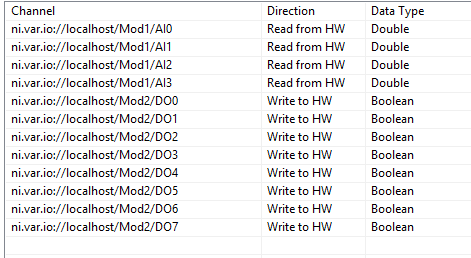 Channel Direction Data Type
ni.var.io://localhost/Mod1/AI0 Read from HW Double
ni.var.io://localhost/Mod1/AI1 Read from HW Double
ni.var.io://localhost/Mod1/AI2 Read from HW Double
ni.var.io://localhost/Mod1/AI3 Read from HW Double
ni.var.io://localhost/Mod2/DO0 Write to HW Boolean
ni.var.io://localhost/Mod2/DO1 Write to HW Boolean
ni.var.io://localhost/Mod2/DO2 Write to HW Boolean
ni.var.io://localhost/Mod2/DO3 Write to HW Boolean
ni.var.io://localhost/Mod2/DO4 Write to HW Boolean
ni.var.io://localhost/Mod2/DO5 Write to HW Boolean
ni.var.io://localhost/Mod2/DO6 Write to HW Boolean
ni.var.io://localhost/Mod2/DO7 Write to HW Boolean